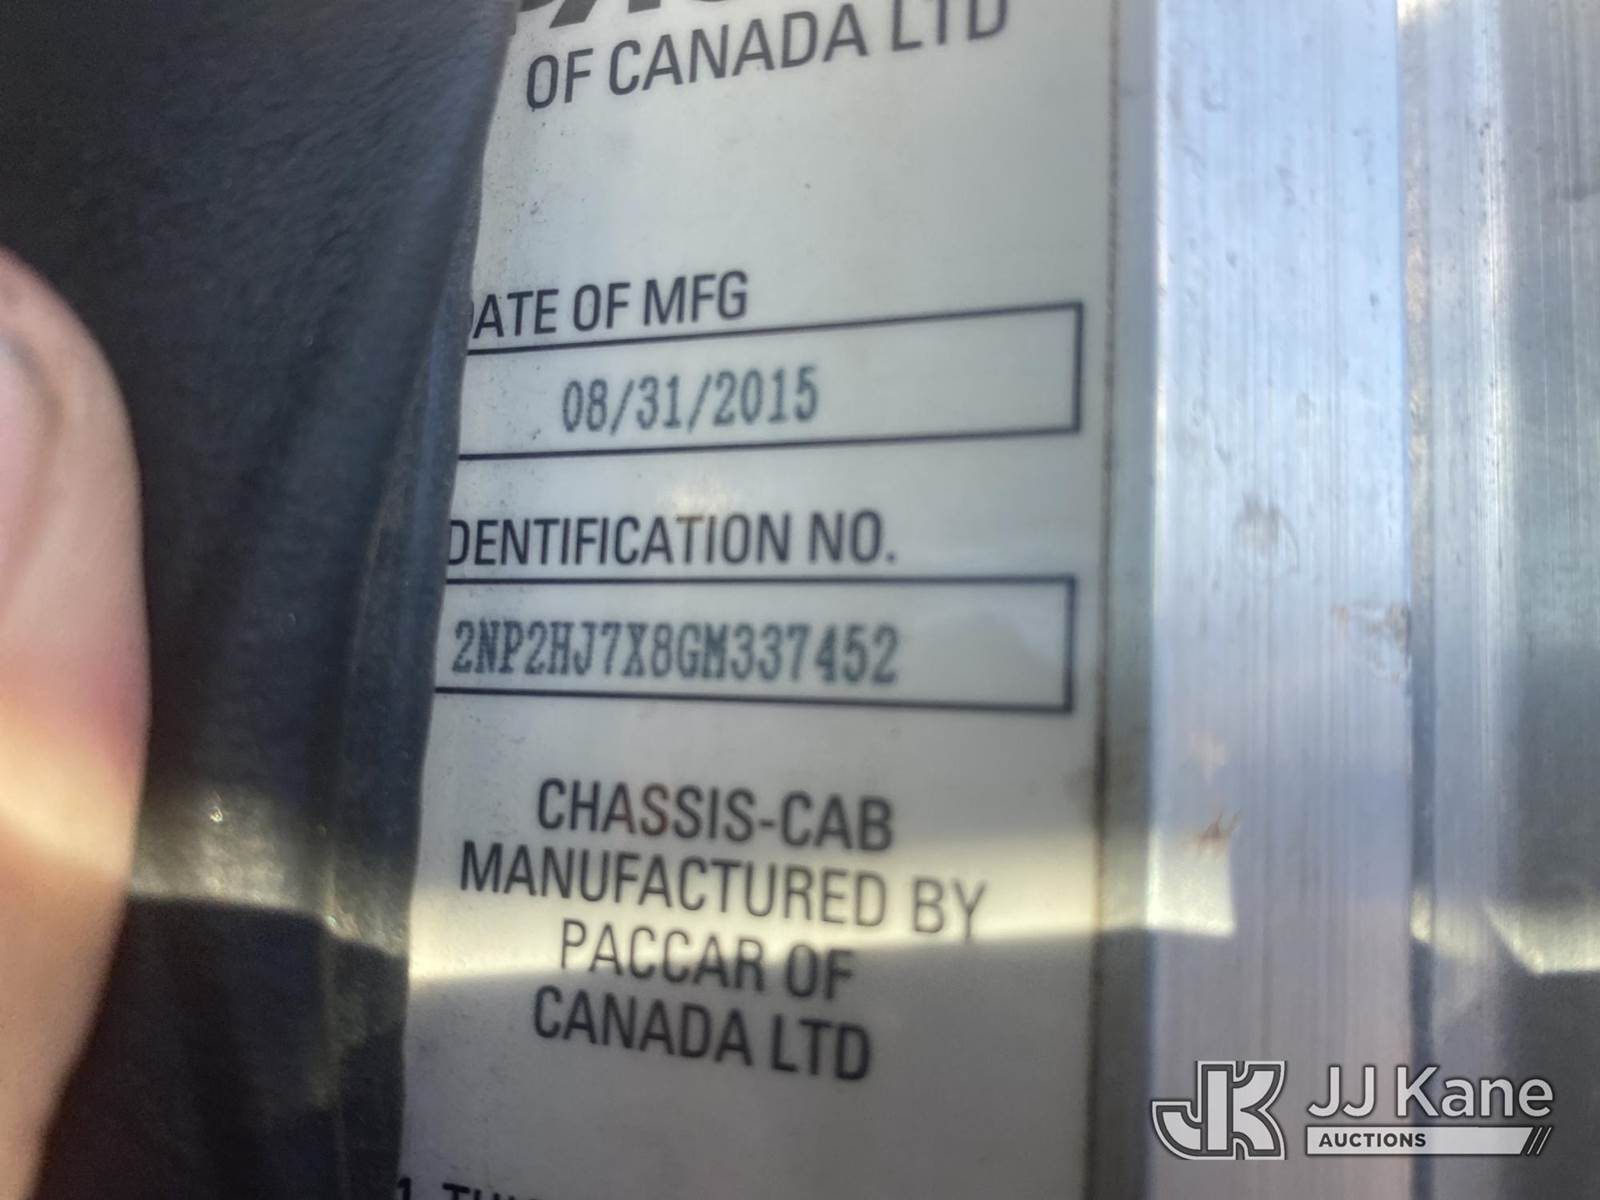 OF CANADA LTD
DATE OF MFG
08/31/2015
IDENTIFICATION NO.
2NP2HJ7X8GM337452
CHASSIS-CAB
MANUFACTURED BY
PACCAR OF
CANADA LTD
JK JJ Kane
AUCTIONS